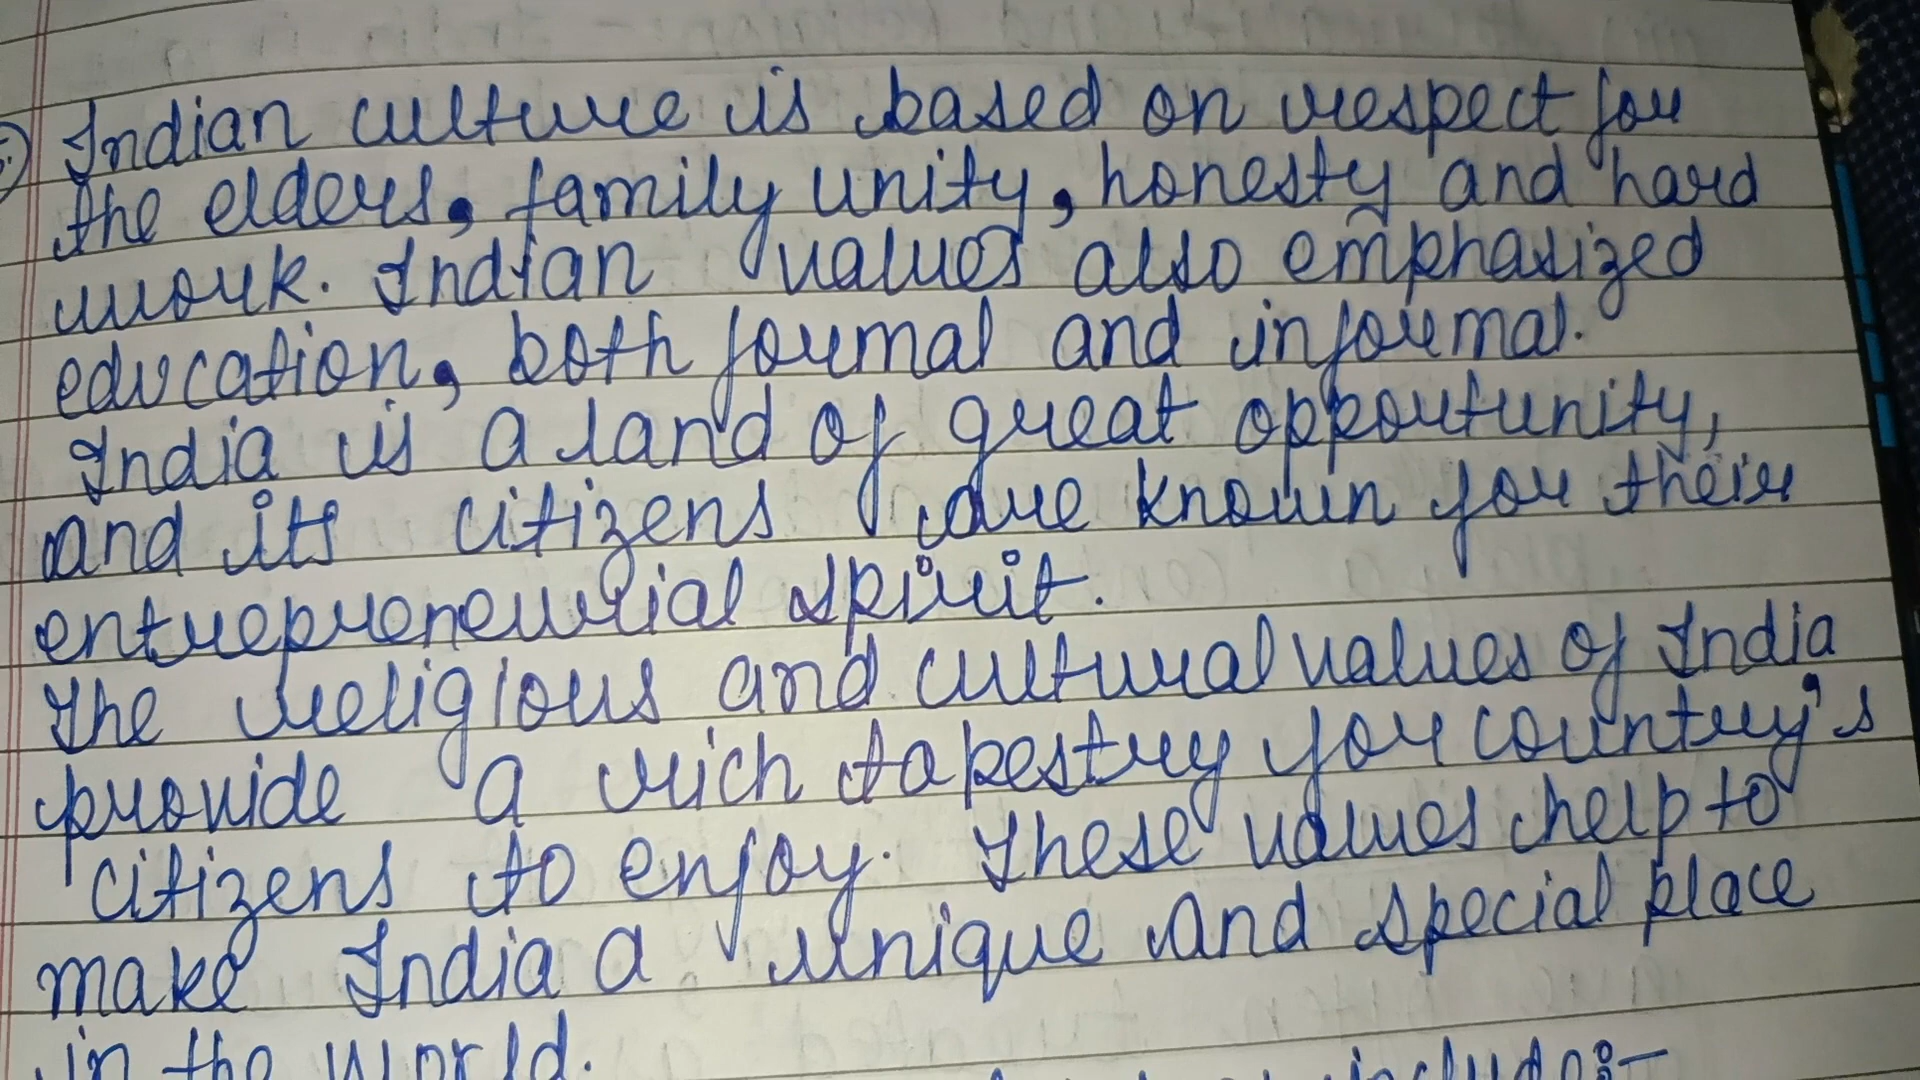 Indian culture is based on respect for
the elders, family unity, honesty and hard
work. Indian values also emphasized
education, both formal and informal.
India is a land of great opportunity,
and its citizens are known for their
entrepreneurial spirit.
The religious and cultural values of India
provide a rich tapestry for country's
citizens to enjoy. These values help to
make India a unique and special place
in the world.
include:-